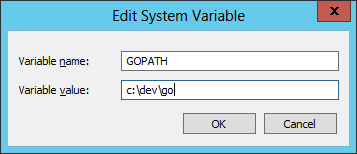 Edit System Variable
x
Variable name: GOPATH
Variable value: c:\dev\go
OK Cancel